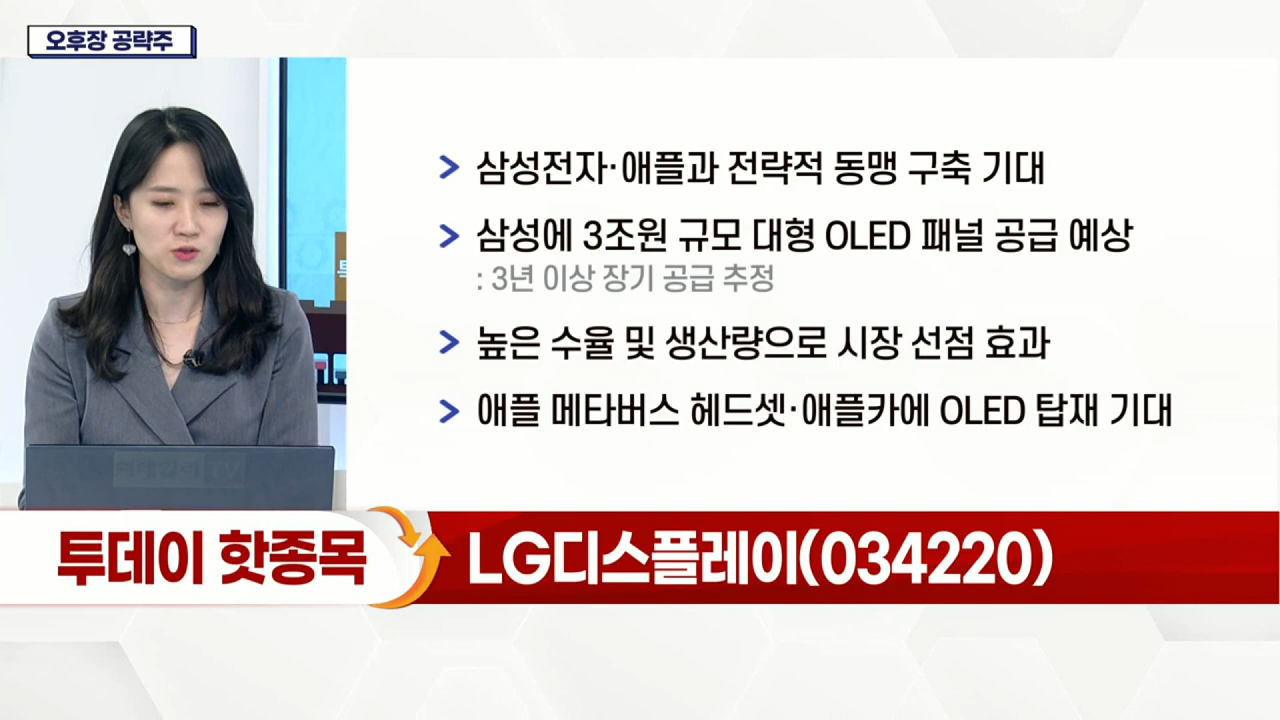 오후장 공략주
> 삼성전자·애플과 전략적 동맹 구축 기대
> 삼성에 3조원 규모 대형 OLED 패널 공급 예상
: 3년 이상 장기 공급 추정
> 높은 수율 및 생산량으로 시장 선점 효과
> 애플 메타버스 헤드셋·애플카에 OLED 탑재 기대
투데이 핫종목
LG디스플레이(034220)